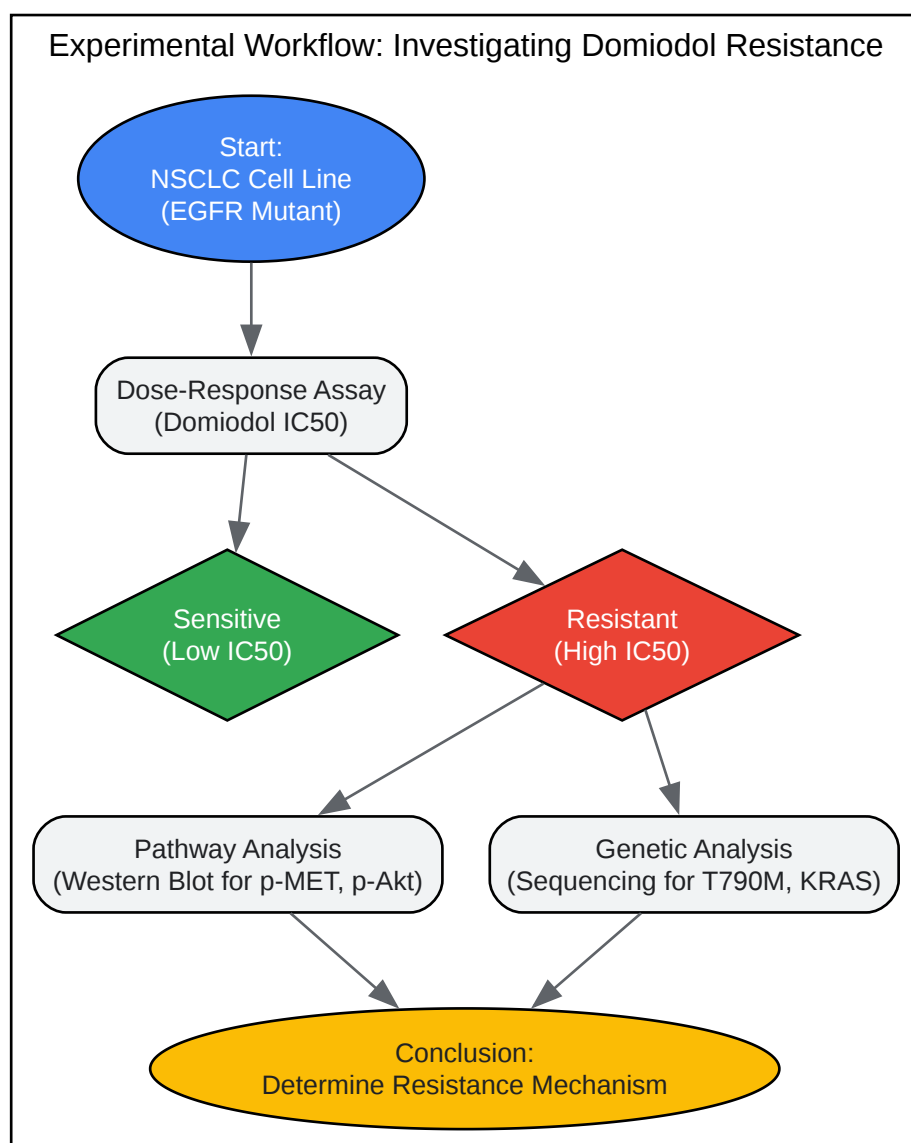 Experimental Workflow: Investigating Domiodol Resistance
Start:
NSCLC Cell Line
(EGFR Mutant)
Dose-Response Assay
(Domiodol IC50)
Sensitive
(Low IC50)
Resistant
(High IC50)
Pathway Analysis
(Western Blot for p-MET, p-Akt)
Genetic Analysis
(Sequencing for T790M, KRAS)
Conclusion:
Determine Resistance Mechanism